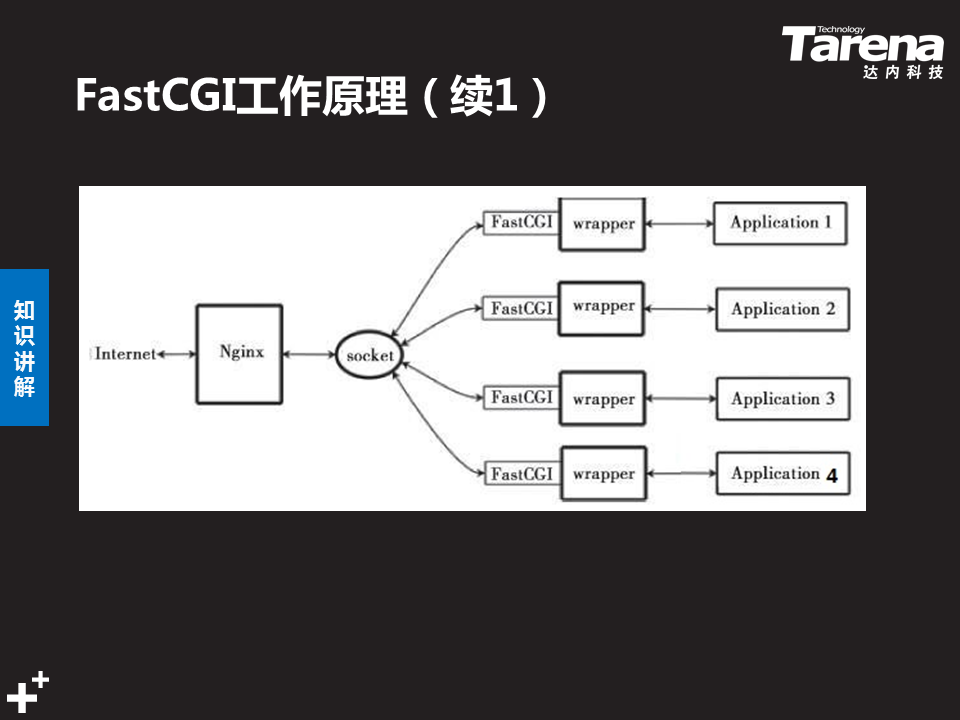 Technology
Tarena
达内科技
FastCGI工作原理（续1）
知识讲解
Internet
Nginx
socket
FastCGI wrapper Application 1
FastCGI wrapper Application 2
FastCGI wrapper Application 3
FastCGI wrapper Application 4